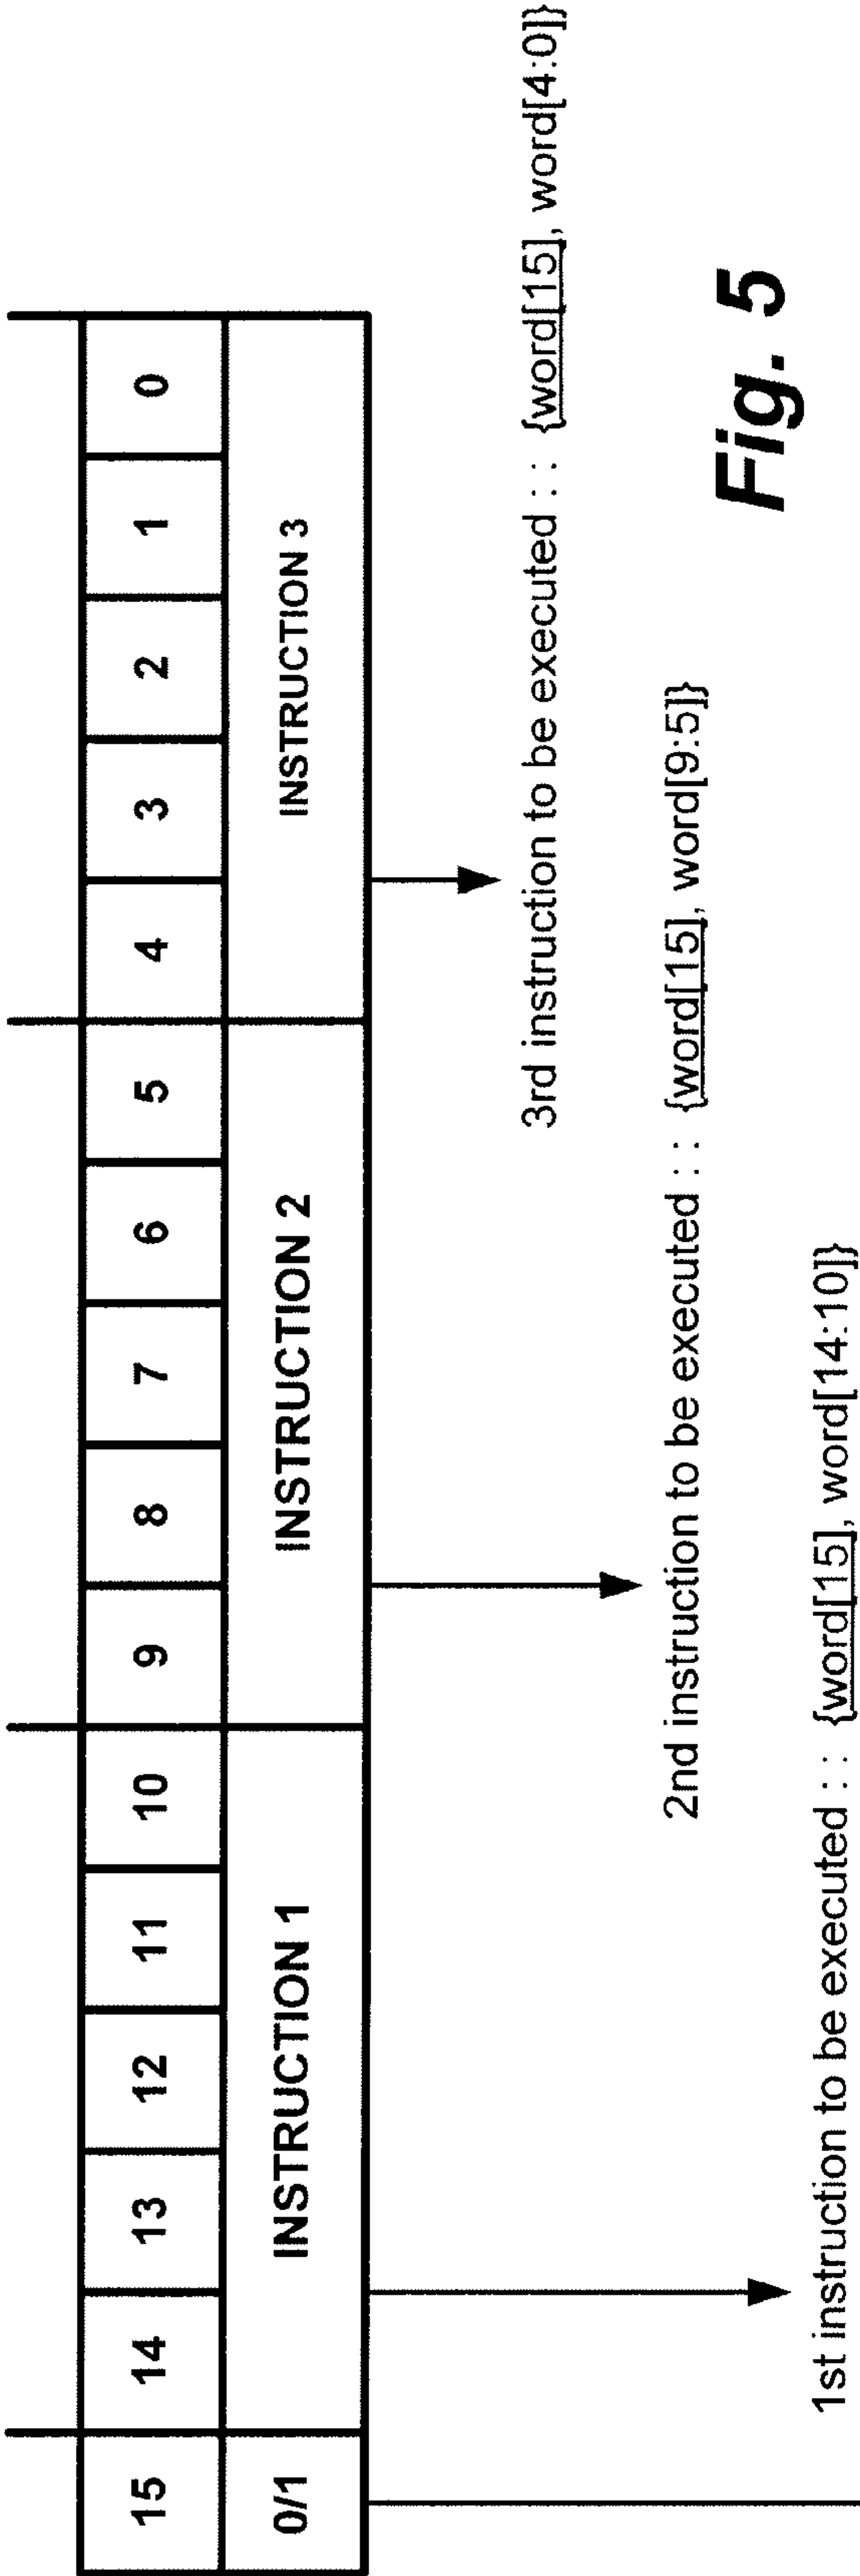 15 14 13 12 11 10 9 8 7 6 5 4 3 2 1 0
0/1 INSTRUCTION 1 INSTRUCTION 2 INSTRUCTION 3
3rd instruction to be executed : : {word[15], word[4:0]}
2nd instruction to be executed : : {word[15], word[9:5]}
1st instruction to be executed : : {word[15], word[14:10]}
Fig. 5